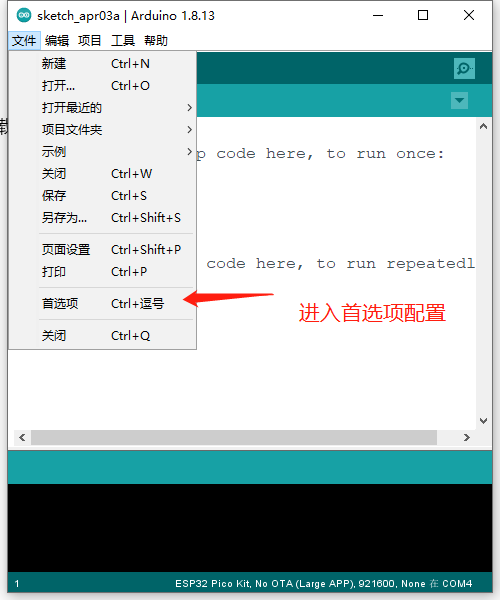 sketch_apr03a | Arduino 1.8.13
文件 编辑 项目 工具 帮助
新建 Ctrl+N
打开... Ctrl+O
打开最近的
项目文件夹
示例
p code here, to run once:
关闭 Ctrl+W
保存 Ctrl+S
另存为... Ctrl+Shift+S
页面设置 Ctrl+Shift+P
code here, to run repeatedl
打印 Ctrl+P
首选项 Ctrl+逗号
进入首选项配置
关闭 Ctrl+Q
1 ESP32 Pico Kit, No OTA (Large APP), 921600, None 在 COM4